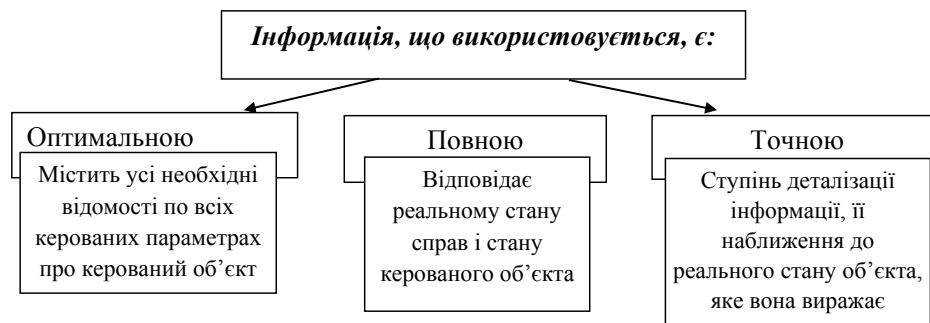 Інформація, що використовується, є:
Оптимальною
Містить усі необхідні
відомості по всіх
керованих параметрах
про керований об’єкт
Повною
Відповідає
реальному стану
справ і стану
керованого об’єкта
Точною
Ступінь деталізації
інформації, її
наближення до
реального стану об’єкта,
яке вона виражає